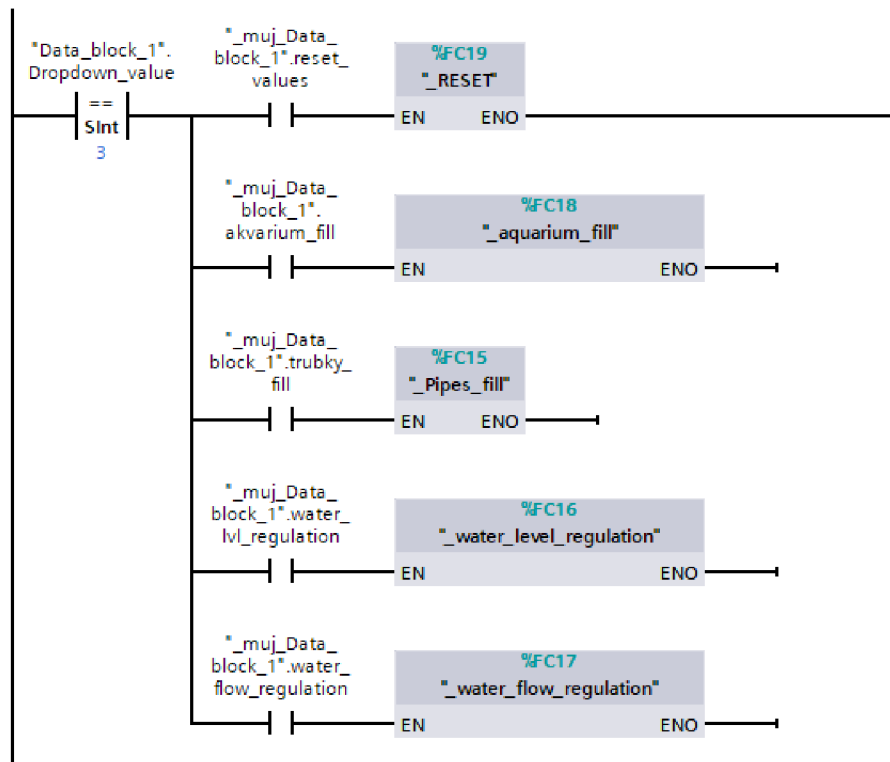 "Data_block_1".
Dropdown_value
==
SInt
3
"_muj_Data_
block_1".reset_
values
%FC19
"_RESET"
EN ENO
"_muj_Data_
block_1".
akvarium_fill
%FC18
"_aquarium_fill"
EN ENO
"_muj_Data_
block_1".trubky_
fill
%FC15
"_Pipes_fill"
EN ENO
"_muj_Data_
block_1".water_
lvl_regulation
%FC16
"_water_level_regulation"
EN ENO
"_muj_Data_
block_1".water_
flow_regulation
%FC17
"_water_flow_regulation"
EN ENO